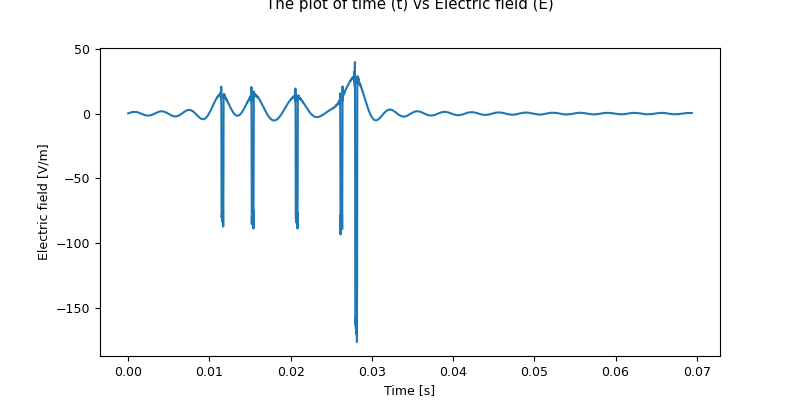 The plot of time (t) vs Electric field (E)
50
0
−50
−100
−150
Electric field [V/m]
0.00 0.01 0.02 0.03 0.04 0.05 0.06 0.07
Time [s]